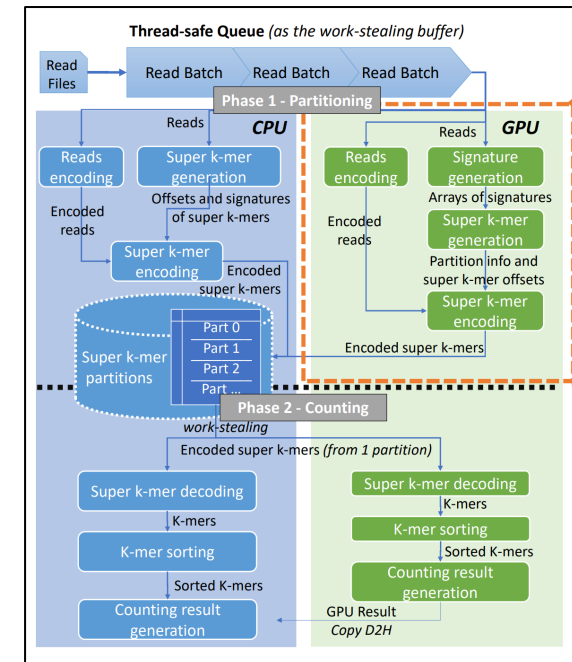 Thread-safe Queue (as the work-stealing buffer)
Read
Files
Read Batch
Read Batch
Read Batch
Phase 1 - Partitioning
CPU
Reads
Reads
encoding
Super k-mer
generation
Encoded
reads
Offsets and signatures
of super k-mers
Super k-mer
encoding
Encoded
super k-mers
GPU
Reads
Reads
encoding
Signature
generation
Arrays of signatures
Super k-mer
generation
Encoded
reads
Partition info and
super k-mer offsets
Super k-mer
encoding
Encoded super k-mers
Super k-mer
partitions
Part 0
Part 1
Part 2
Part ...
Phase 2 - Counting
work-stealing
Encoded super k-mers (from 1 partition)
Super k-mer decoding
K-mers
K-mer sorting
Sorted K-mers
Counting result
generation
Super k-mer decoding
K-mers
K-mer sorting
Sorted K-mers
Counting result
generation
GPU Result
Copy D2H